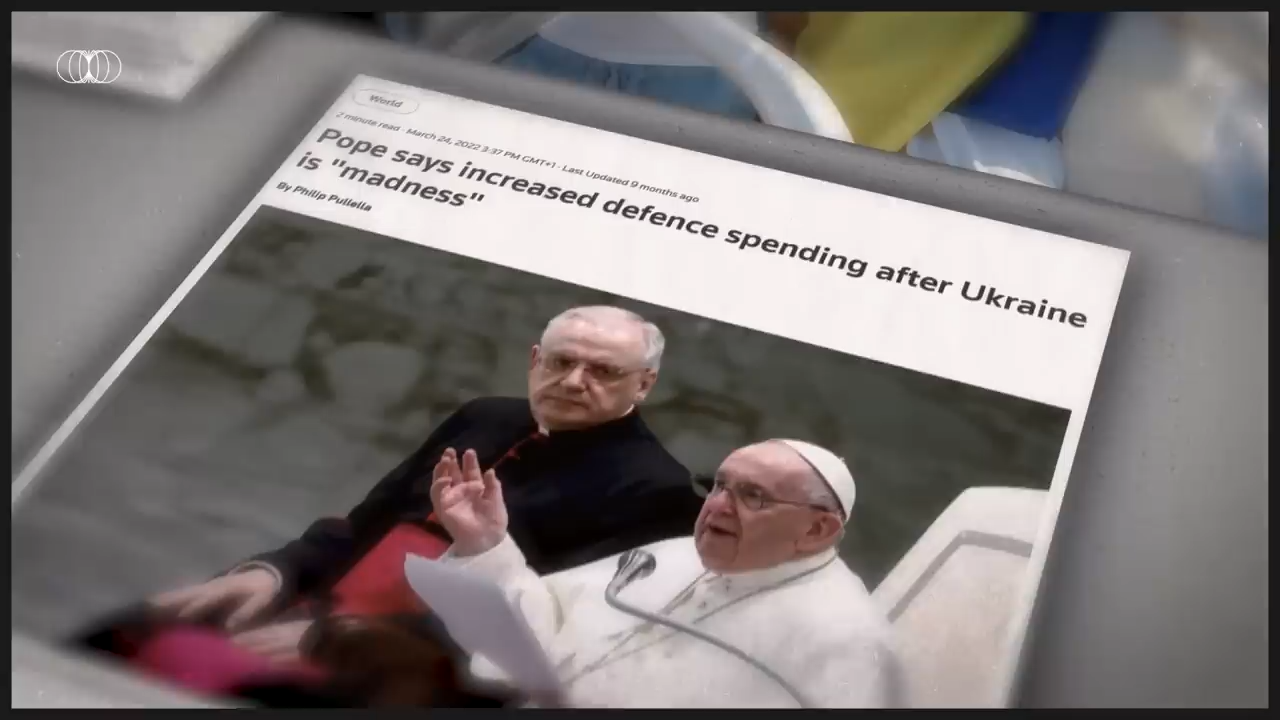 World
2 minute read · March 24, 2022 3:37 PM GMT+1 · Last Updated 9 months ago
Pope says increased defence spending after Ukraine
is "madness"
By Philip Pullella